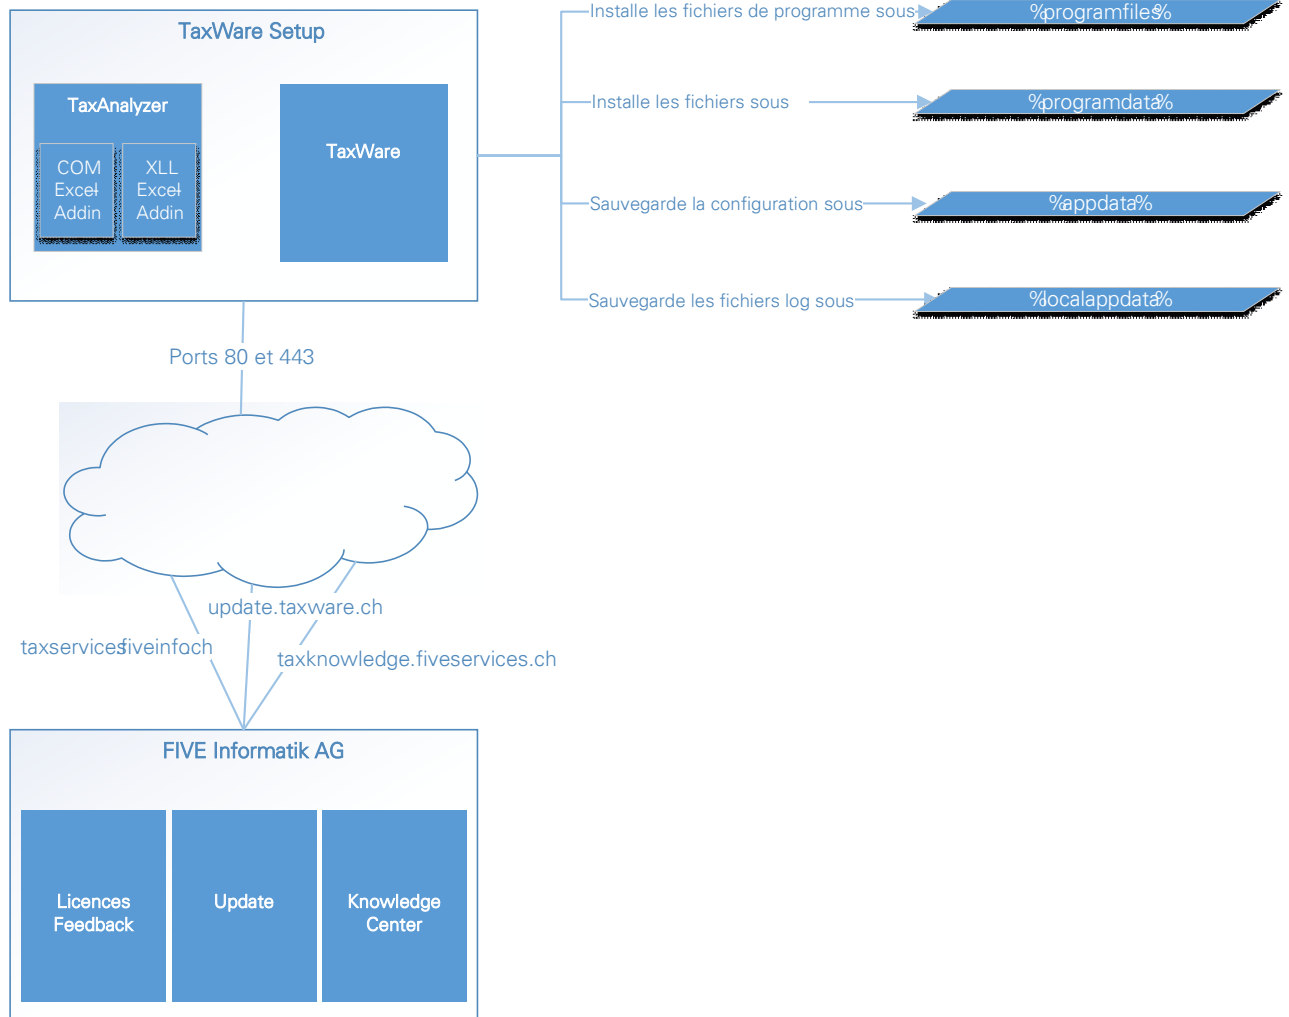 TaxWare Setup
TaxAnalyzer
COM
Excel-
Addin
XLL
Excel-
Addin
TaxWare
Installe les fichiers de programme sous
%programfiles%
Installe les fichiers sous
%programdata%
Sauvegarde la configuration sous
%appdata%
Sauvegarde les fichiers log sous
%localappdata%
Ports 80 et 443
update.taxware.ch
taxservices.fiveinfo.ch
taxknowledge.fiveservices.ch
FIVE Informatik AG
Licences
Feedback
Update
Knowledge
Center